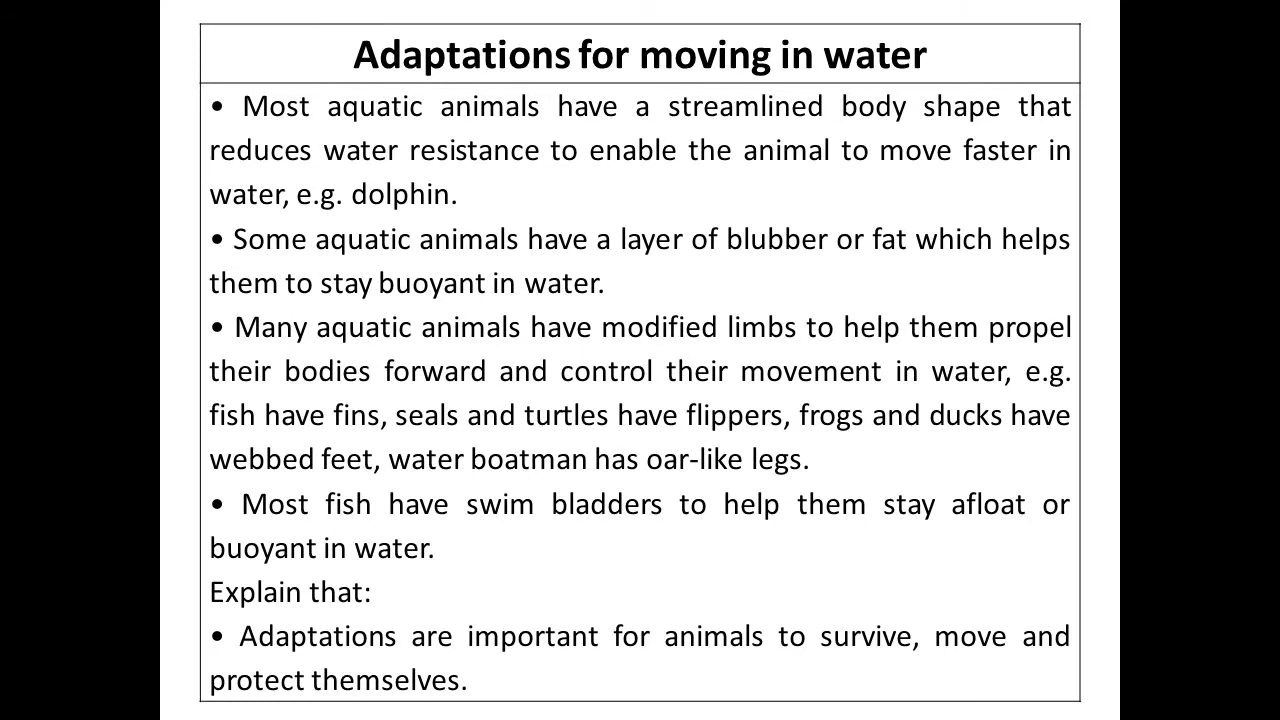 Adaptations for moving in water
• Most aquatic animals have a streamlined body shape that
reduces water resistance to enable the animal to move faster in
water, e.g. dolphin.
• Some aquatic animals have a layer of blubber or fat which helps
them to stay buoyant in water.
• Many aquatic animals have modified limbs to help them propel
their bodies forward and control their movement in water, e.g.
fish have fins, seals and turtles have flippers, frogs and ducks have
webbed feet, water boatman has oar-like legs.
• Most fish have swim bladders to help them stay afloat or
buoyant in water.
Explain that:
• Adaptations are important for animals to survive, move and
protect themselves.